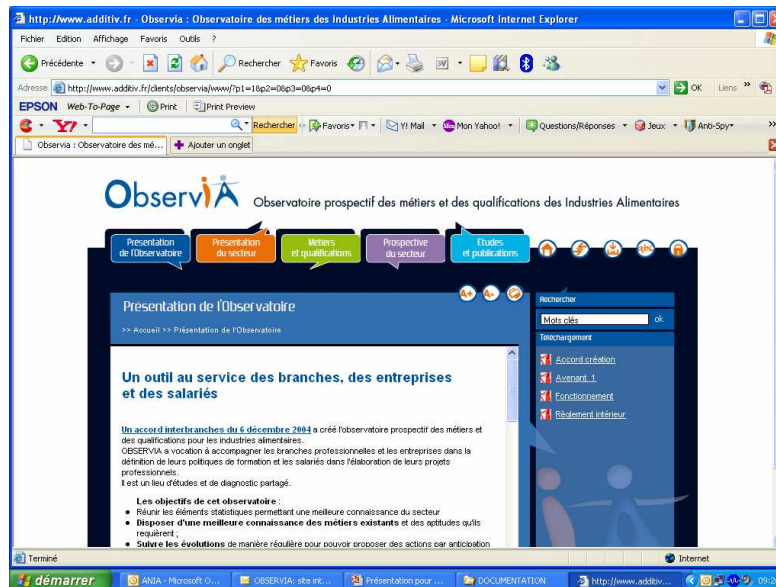 http://www.additiv.fr - Observia : Observatoire des métiers des Industries Alimentaires - Microsoft Internet Explorer
Fichier Edition Affichage Favoris Outils ?
Précédente Rechercher Favoris
Adresse http://www.additiv.fr/clients/observia/www/?p1=1&p2=0&p3=0&p4=0 OK Liens »
EPSON Web-To-Page Print Print Preview
Y! Rechercher Favoris Y! Mail Mon Yahoo! Questions/Réponses Jeux Anti-Spy »
Observia : Observatoire des mé... Ajouter un onglet
ObserviA Observatoire prospectif des métiers et des qualifications des Industries Alimentaires
Présentation de l'Observatoire
Présentation du secteur
Métiers et qualifications
Prospective du secteur
Études et publications
abc
A+ A-
Présentation de l'Observatoire
>> Accueil >> Présentation de l'Observatoire
Rechercher
Mots clés ok
Téléchargement
Accord création
Avenant_1
Fonctionnement
Règlement intérieur
Un outil au service des branches, des entreprises
et des salariés
Un accord interbranches du 6 décembre 2004 a créé l'observatoire prospectif des métiers et
des qualifications pour les industries alimentaires.
OBSERVIA a vocation à accompagner les branches professionnelles et les entreprises dans la
définition de leurs politiques de formation et les salariés dans l'élaboration de leurs projets
professionnels.
Il est un lieu d'études et de diagnostic partagé.
Les objectifs de cet observatoire :
• Réunir les éléments statistiques permettant une meilleure connaissance du secteur
• Disposer d'une meilleure connaissance des métiers existants et des aptitudes qu'ils
requièrent ;
• Suivre les évolutions de manière régulière pour pouvoir proposer des actions par anticipation
Terminé Internet
démarrer ANIA - Microsoft O... OBSERVIA: site int... Présentation pour ... DOCUMENTATION http://www.additiv...